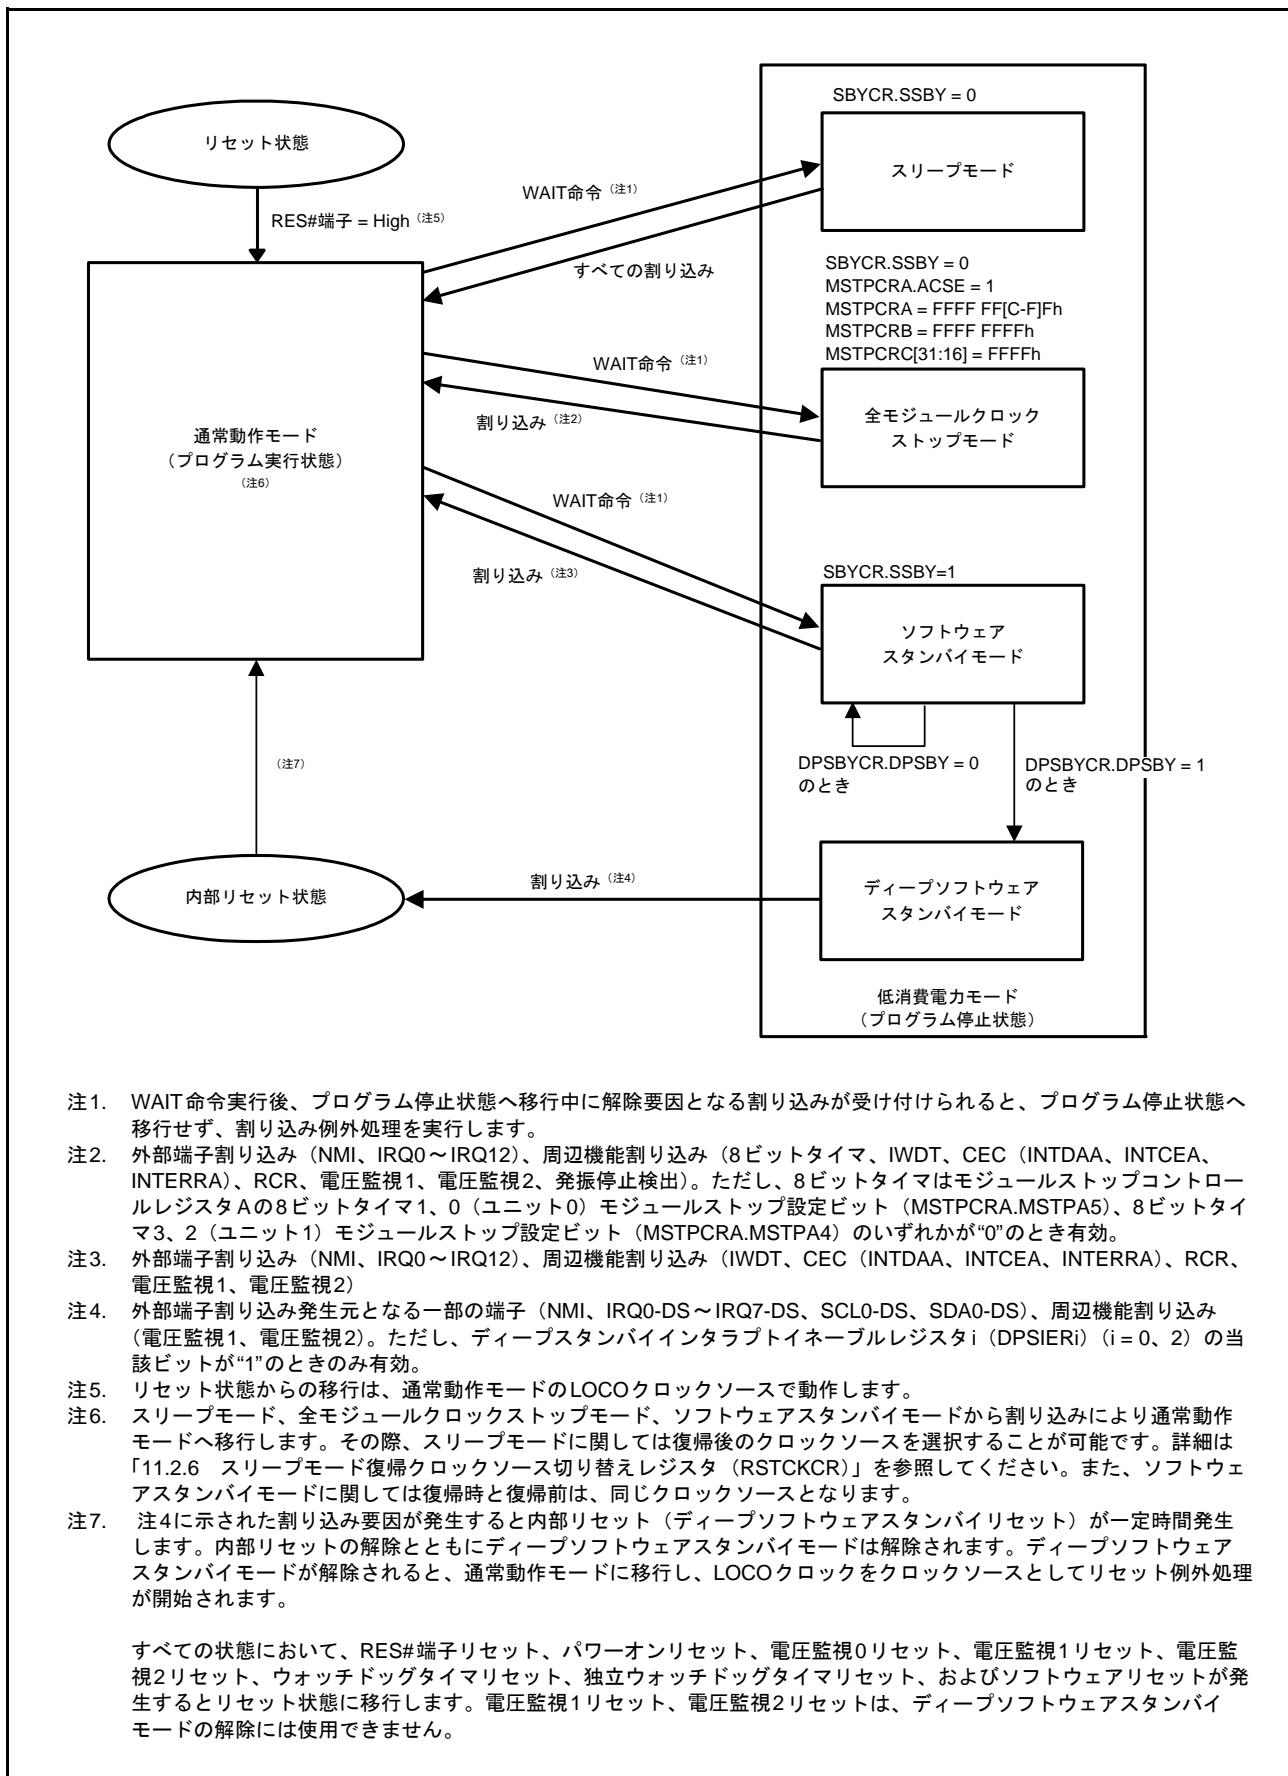 SBYCR.SSBY = 0
リセット状態
スリープモード
WAIT命令（注1）
RES#端子 = High（注5）
すべての割り込み
SBYCR.SSBY = 0
MSTPCRA.ACSE = 1
MSTPCRA = FFFF FF[C-F]Fh
MSTPCRB = FFFF FFFFh
MSTPCRC[31:16] = FFFFh
WAIT命令（注1）
割り込み（注2）
全モジュールクロック
ストップモード
通常動作モード
（プログラム実行状態）
（注6）
WAIT命令（注1）
割り込み（注3）
SBYCR.SSBY=1
ソフトウェア
スタンバイモード
（注7）
DPSBYCR.DPSBY = 0
のとき
DPSBYCR.DPSBY = 1
のとき
内部リセット状態
割り込み（注4）
ディープソフトウェア
スタンバイモード
低消費電力モード
（プログラム停止状態）
注1. WAIT命令実行後、プログラム停止状態へ移行中に解除要因となる割り込みが受け付けられると、プログラム停止状態へ
移行せず、割り込み例外処理を実行します。
注2. 外部端子割り込み（NMI、IRQ0～IRQ12）、周辺機能割り込み（8ビットタイマ、IWDT、CEC（INTDAA、INTCEA、
INTERRA）、RCR、電圧監視1、電圧監視2、発振停止検出）。ただし、8ビットタイマはモジュールストップコントロー
ルレジスタAの8ビットタイマ1、0（ユニット0）モジュールストップ設定ビット（MSTPCRA.MSTPA5）、8ビットタイ
マ3、2（ユニット1）モジュールストップ設定ビット（MSTPCRA.MSTPA4）のいずれかが“0”のとき有効。
注3. 外部端子割り込み（NMI、IRQ0～IRQ12）、周辺機能割り込み（IWDT、CEC（INTDAA、INTCEA、INTERRA）、RCR、
電圧監視1、電圧監視2）
注4. 外部端子割り込み発生元となる一部の端子（NMI、IRQ0-DS～IRQ7-DS、SCL0-DS、SDA0-DS）、周辺機能割り込み
（電圧監視1、電圧監視2）。ただし、ディープスタンバイインタラプトイネーブルレジスタi（DPSIERi）（i = 0、2）の当
該ビットが“1”のときのみ有効。
注5. リセット状態からの移行は、通常動作モードのLOCOクロックソースで動作します。
注6. スリープモード、全モジュールクロックストップモード、ソフトウェアスタンバイモードから割り込みにより通常動作
モードへ移行します。その際、スリープモードに関しては復帰後のクロックソースを選択することが可能です。詳細は
「11.2.6 スリープモード復帰クロックソース切り替えレジスタ（RSTCKCR）」を参照してください。また、ソフトウェ
アスタンバイモードに関しては復帰時と復帰前は、同じクロックソースとなります。
注7. 注4に示された割り込み要因が発生すると内部リセット（ディープソフトウェアスタンバイリセット）が一定時間発生
します。内部リセットの解除とともにディープソフトウェアスタンバイモードは解除されます。ディープソフトウェア
スタンバイモードが解除されると、通常動作モードに移行し、LOCOクロックをクロックソースとしてリセット例外処理
が開始されます。
すべての状態において、RES#端子リセット、パワーオンリセット、電圧監視0リセット、電圧監視1リセット、電圧監
視2リセット、ウォッチドッグタイマリセット、独立ウォッチドッグタイマリセット、およびソフトウェアリセットが発
生するとリセット状態に移行します。電圧監視1リセット、電圧監視2リセットは、ディープソフトウェアスタンバイ
モードの解除には使用できません。